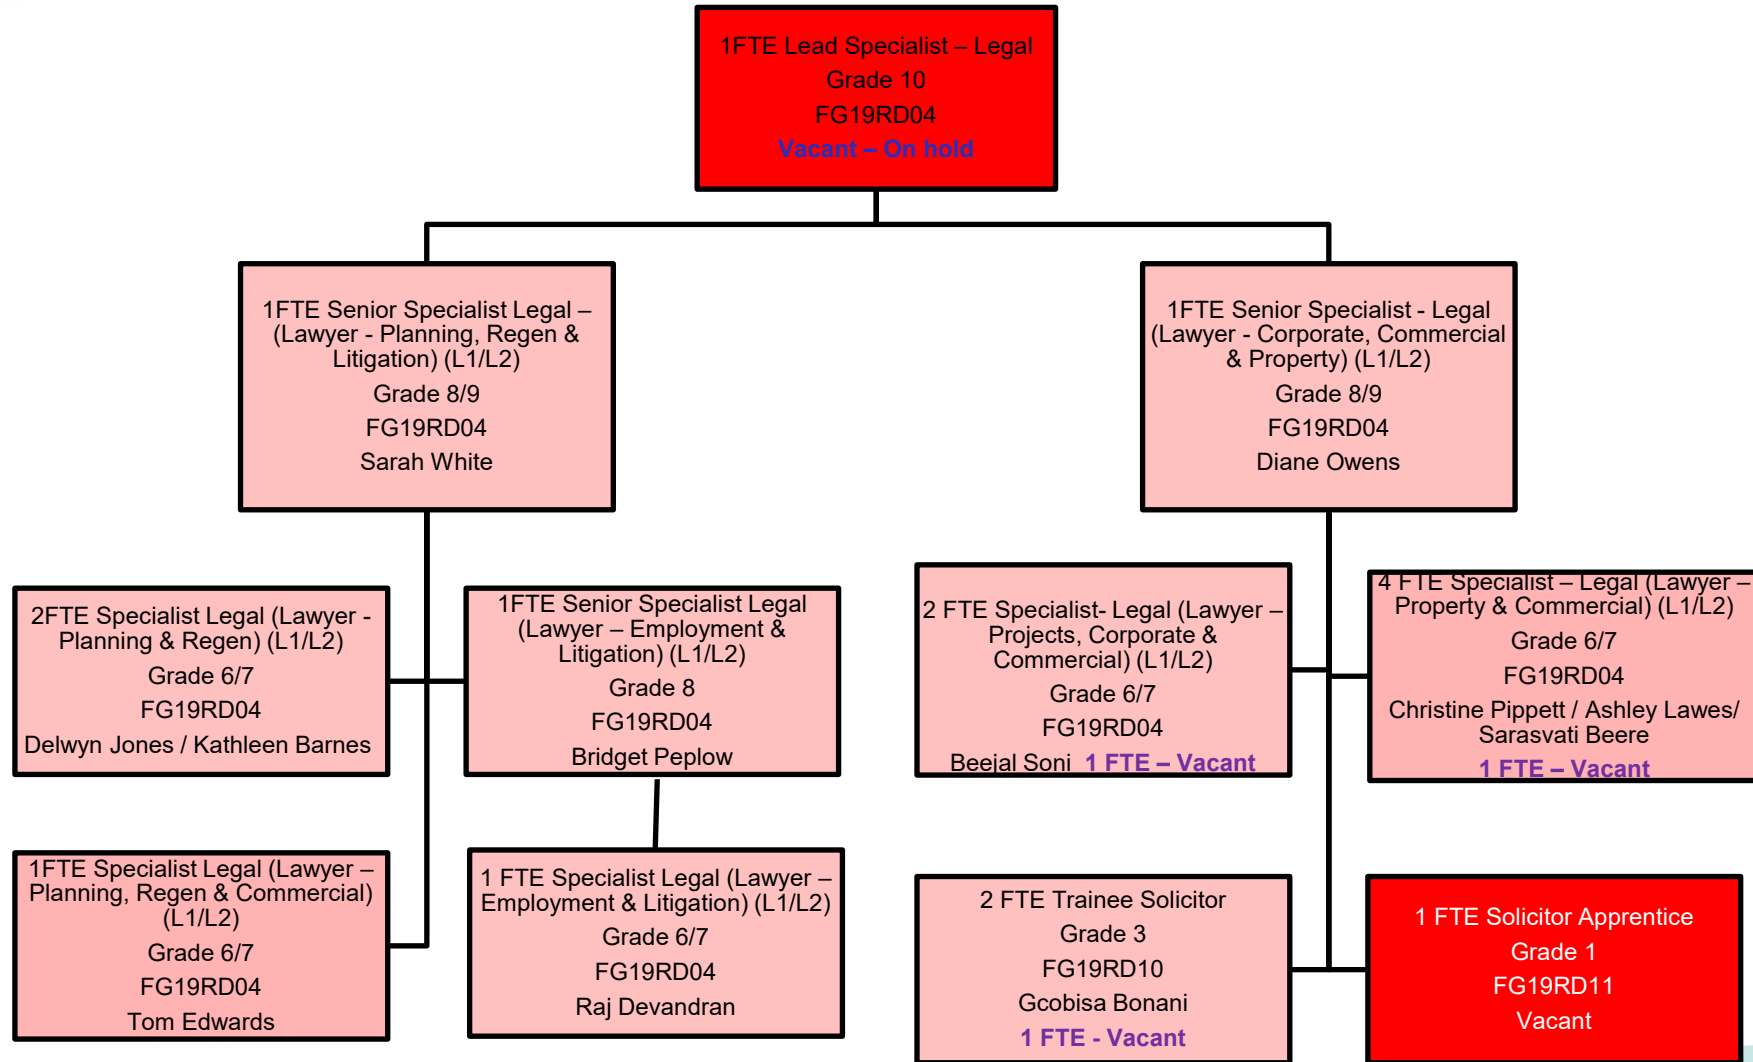 1FTE Lead Specialist – Legal
Grade 10
FG19RD04
Vacant – On hold
1FTE Senior Specialist Legal –
(Lawyer - Planning, Regen &
Litigation) (L1/L2)
Grade 8/9
FG19RD04
Sarah White
1FTE Senior Specialist - Legal
(Lawyer - Corporate, Commercial
& Property) (L1/L2)
Grade 8/9
FG19RD04
Diane Owens
2FTE Specialist Legal (Lawyer -
Planning & Regen) (L1/L2)
Grade 6/7
FG19RD04
Delwyn Jones / Kathleen Barnes
1FTE Senior Specialist Legal
(Lawyer – Employment &
Litigation) (L1/L2)
Grade 8
FG19RD04
Bridget Peplow
2 FTE Specialist- Legal (Lawyer –
Projects, Corporate &
Commercial) (L1/L2)
Grade 6/7
FG19RD04
Beejal Soni 1 FTE – Vacant
4 FTE Specialist – Legal (Lawyer –
Property & Commercial) (L1/L2)
Grade 6/7
FG19RD04
Christine Pippett / Ashley Lawes/
Sarasvati Beere
1 FTE – Vacant
1FTE Specialist Legal (Lawyer –
Planning, Regen & Commercial)
(L1/L2)
Grade 6/7
FG19RD04
Tom Edwards
1 FTE Specialist Legal (Lawyer –
Employment & Litigation) (L1/L2)
Grade 6/7
FG19RD04
Raj Devandran
2 FTE Trainee Solicitor
Grade 3
FG19RD10
Gcobisa Bonani
1 FTE - Vacant
1 FTE Solicitor Apprentice
Grade 1
FG19RD11
Vacant